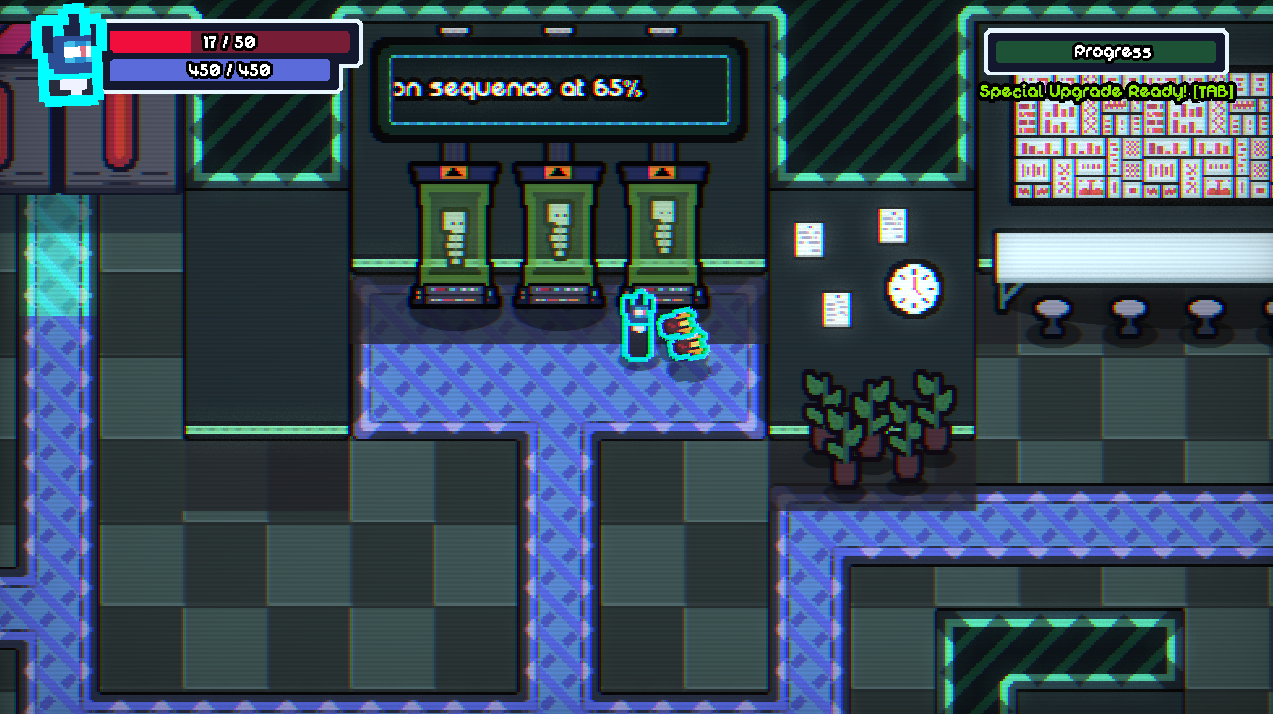 17 / 50
450 / 450
on sequence at 65%
Progress
Special Upgrade Ready! [TAB]